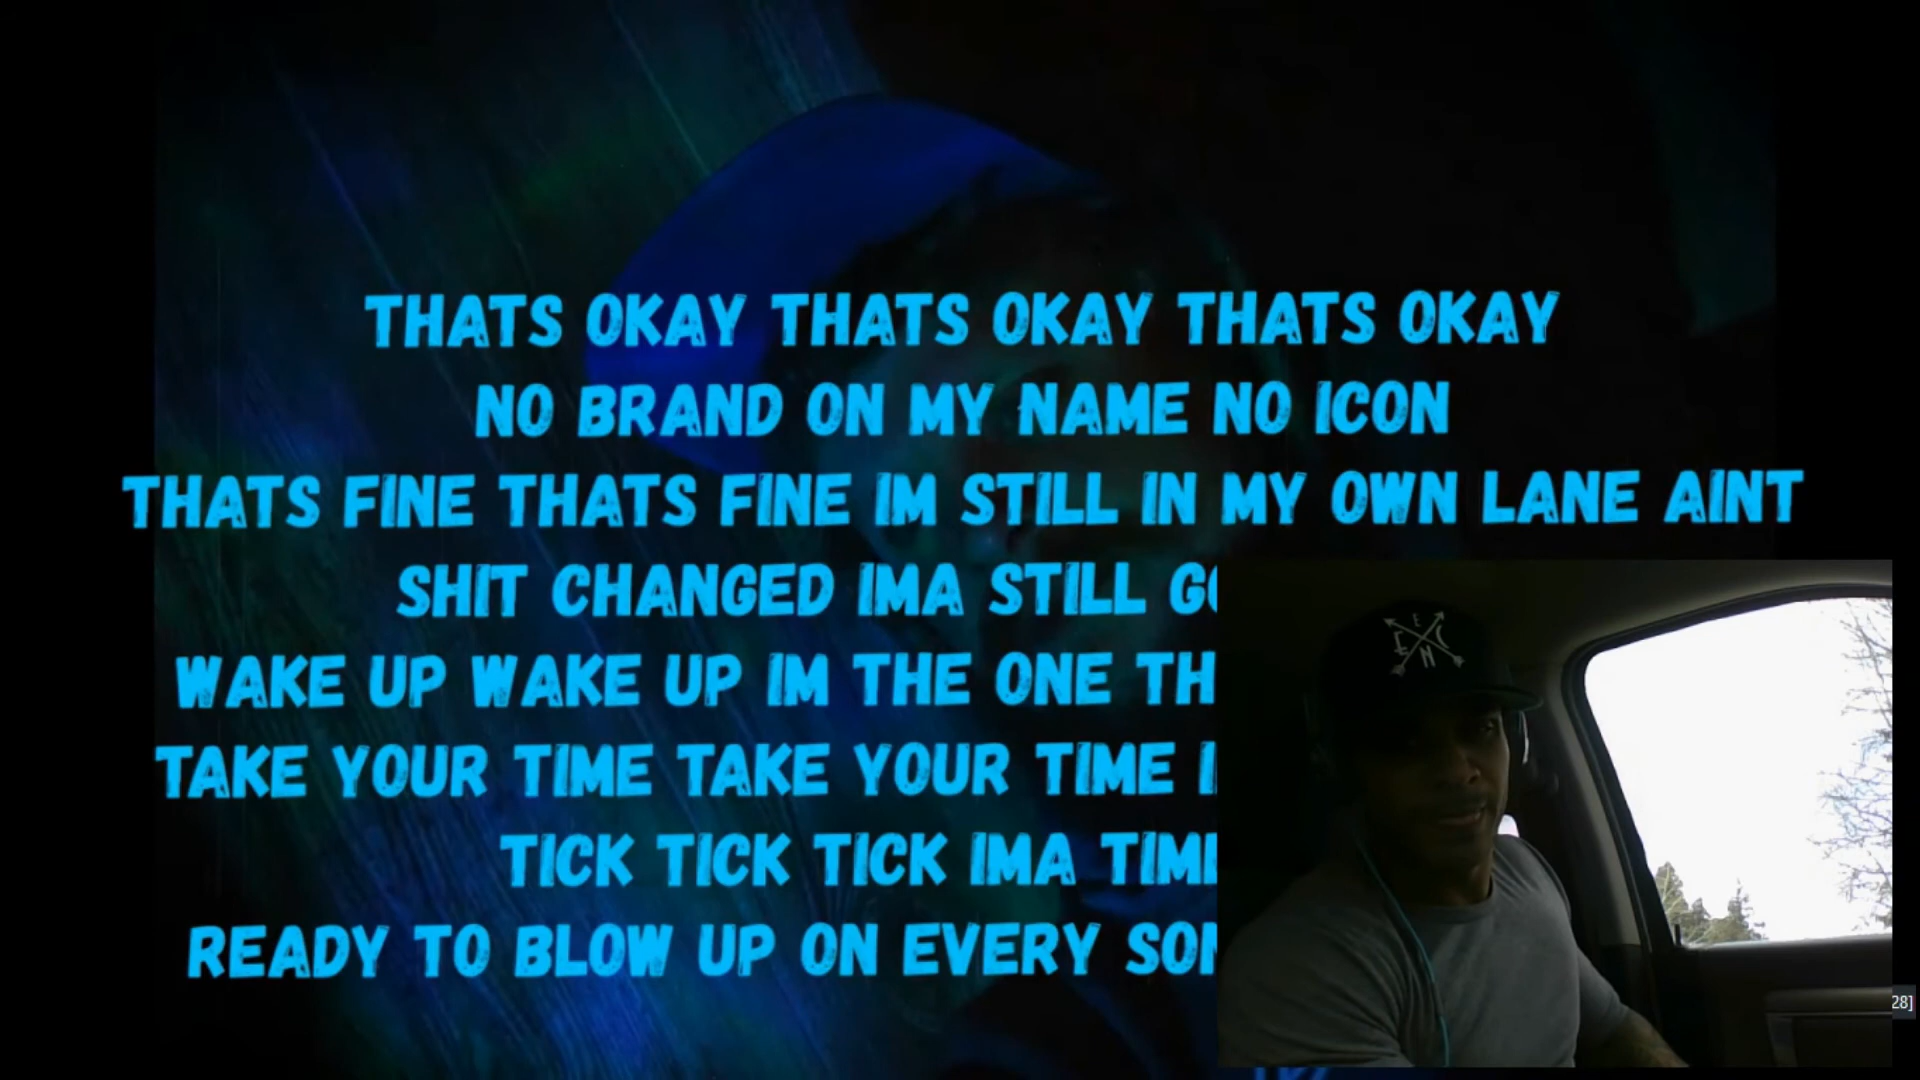 THATS OKAY THATS OKAY THATS OKAY
NO BRAND ON MY NAME NO ICON
THATS FINE THATS FINE IM STILL IN MY OWN LANE AINT
SHIT CHANGED IMA STILL
WAKE UP WAKE UP IM THE ONE
TAKE YOUR TIME TAKE YOUR TIME
TICK TICK TICK IMA
READY TO BLOW UP ON EVERY
E
E C
N
28]